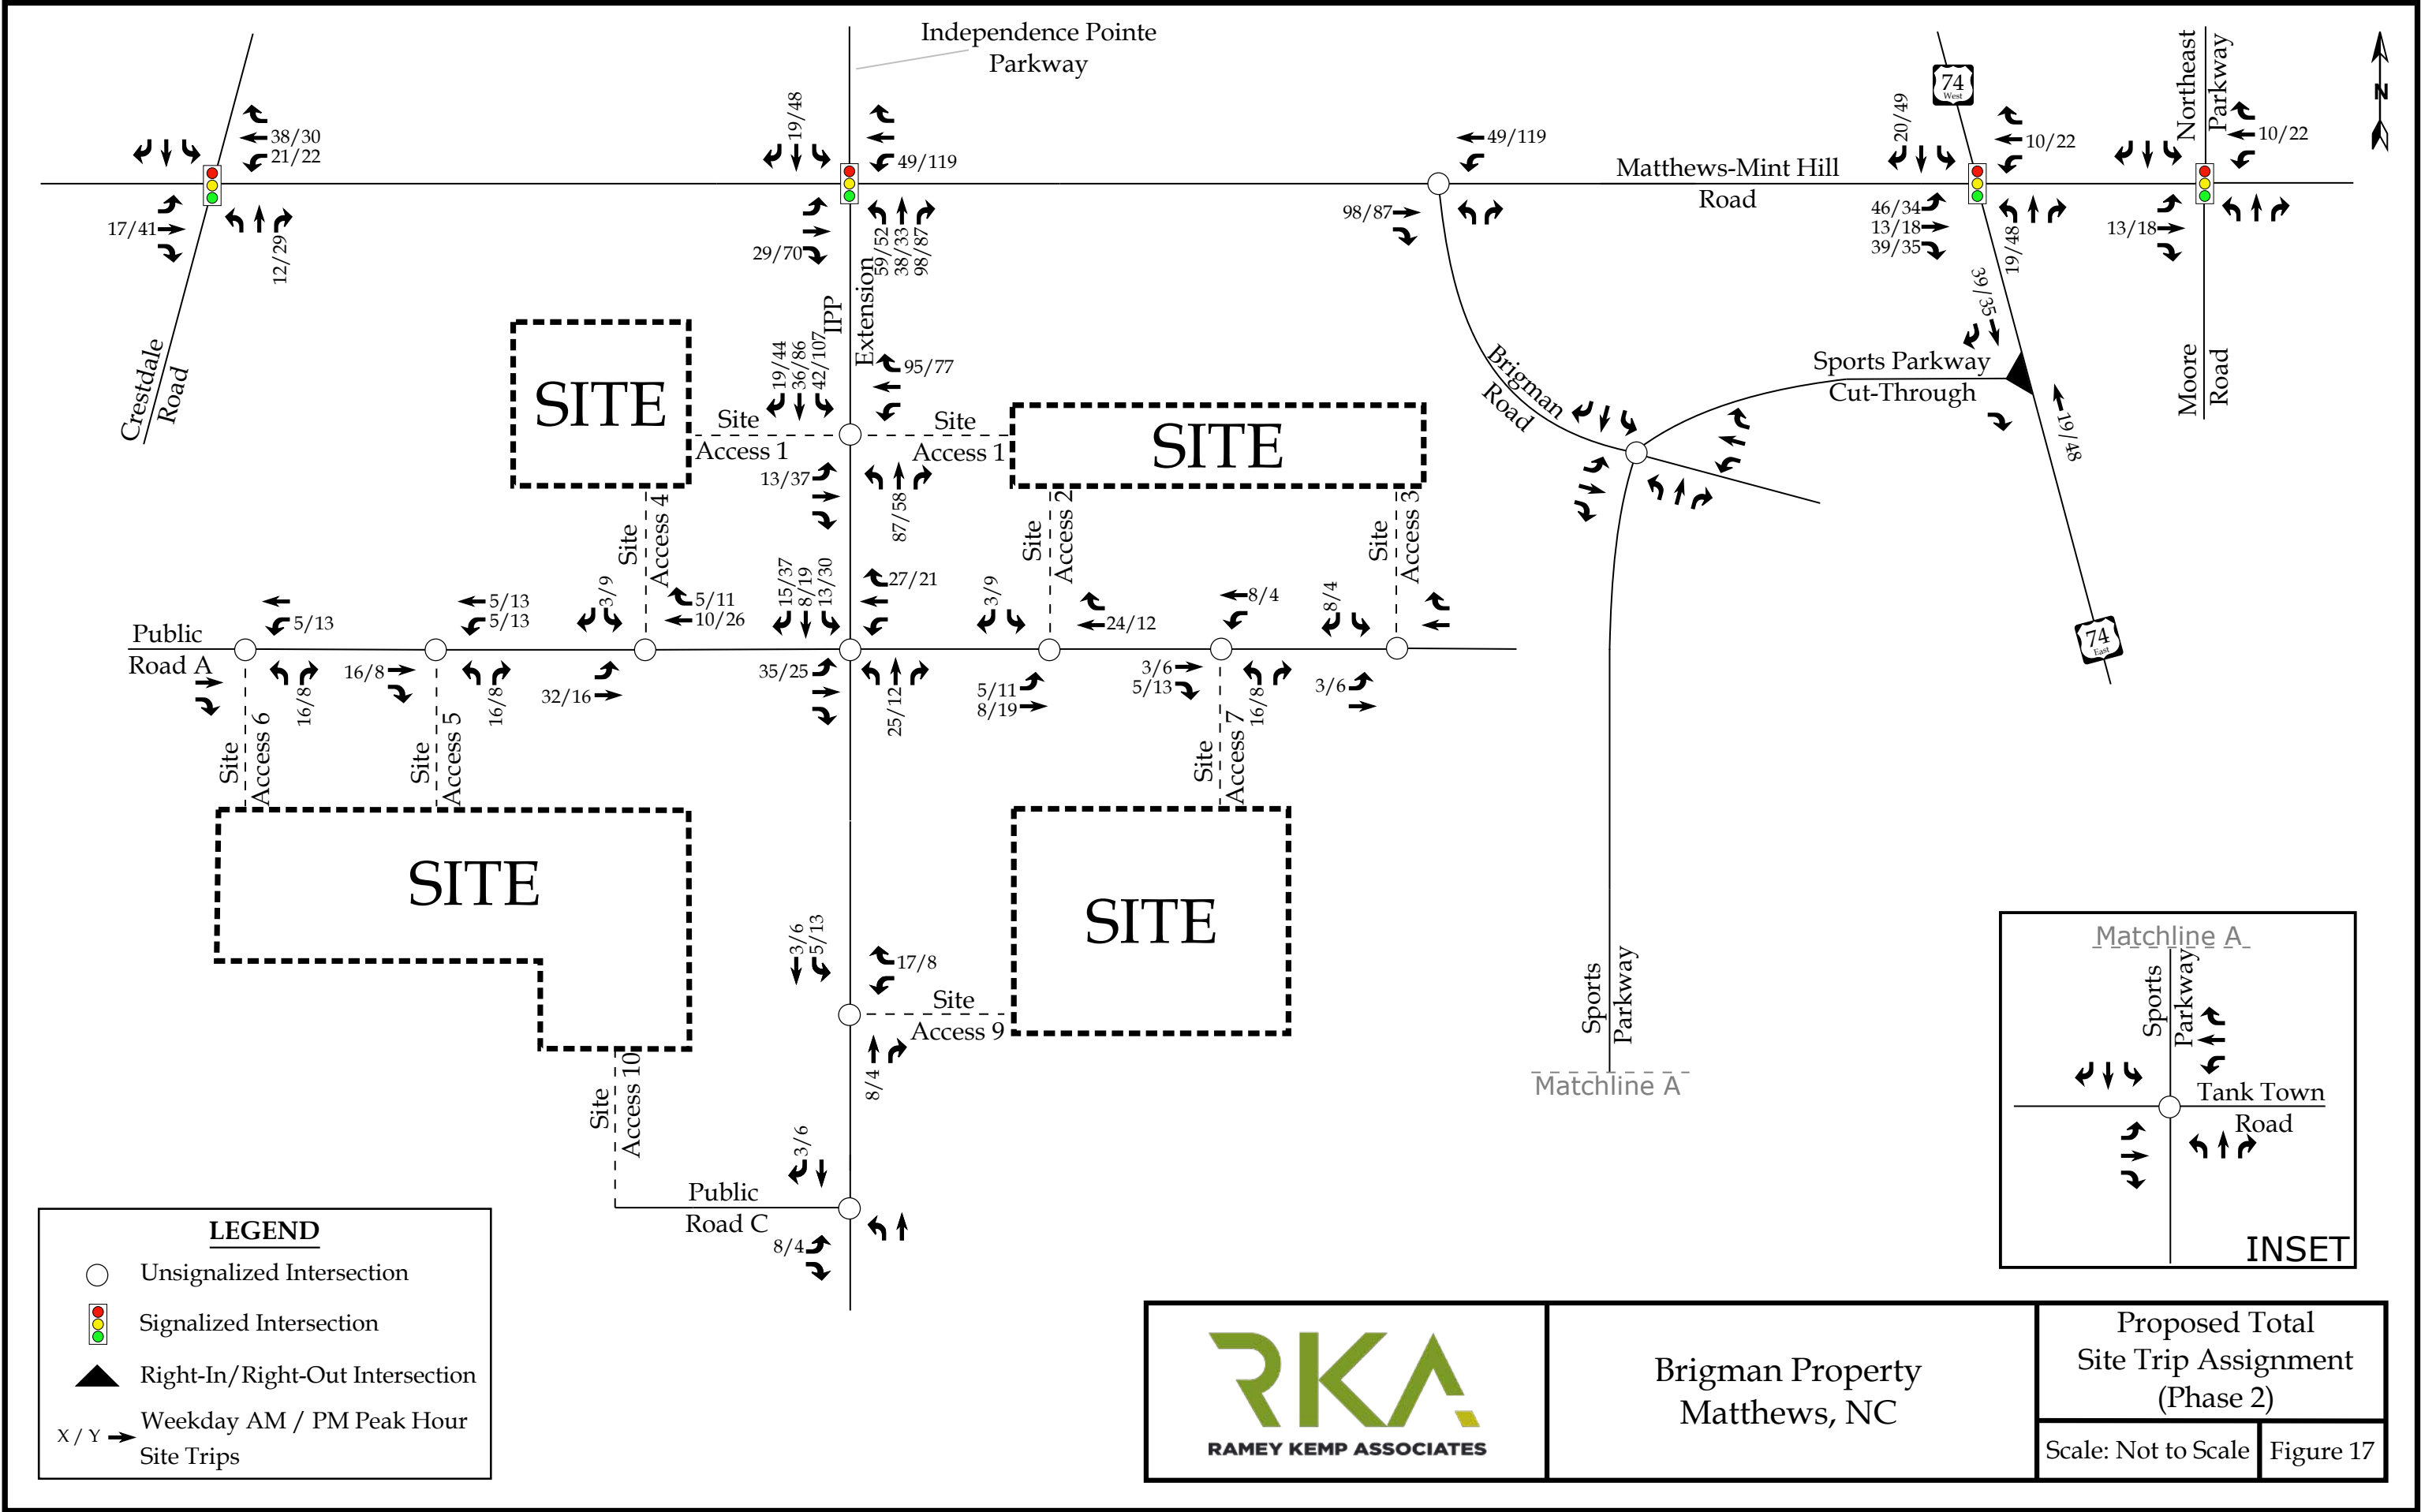 Independence Pointe
Parkway
74
West
Northeast
Parkway
N
19/48
20/49
38/30
21/22
49/119
49/119
10/22
10/22
Matthews-Mint Hill
Road
17/41
12/29
29/70
59/52
38/33
98/87
98/87
46/34
13/18
39/35
19/48
13/18
39/35
IPP
Extension
Crestdale
Road
Moore
Road
19/44
36/86
42/107
95/77
SITE
SITE
Site
Access 1
Site
Access 1
Brigman
Road
Sports Parkway
Cut-Through
19/48
13/37
87/58
Site
Access 4
Site
Access 2
Site
Access 3
Public
Road A
5/13
5/13
5/13
3/9
5/11
10/26
15/37
8/19
13/30
27/21
3/9
24/12
8/4
8/4
74
East
16/8
16/8
16/8
32/16
35/25
25/12
5/11
8/19
3/6
5/13
16/8
3/6
Site
Access 6
Site
Access 5
Site
Access 7
SITE
SITE
3/6
5/13
17/8
Site
Access 9
8/4
Site
Access 10
3/6
Public
Road C
8/4
Sports
Parkway
Matchline A
Matchline A
Sports
Parkway
Tank Town
Road
INSET
LEGEND
Unsignalized Intersection
Signalized Intersection
Right-In/Right-Out Intersection
X / Y
Weekday AM / PM Peak Hour
Site Trips
RKA
RAMEY KEMP ASSOCIATES
Brigman Property
Matthews, NC
Proposed Total
Site Trip Assignment
(Phase 2)
Scale: Not to Scale
Figure 17